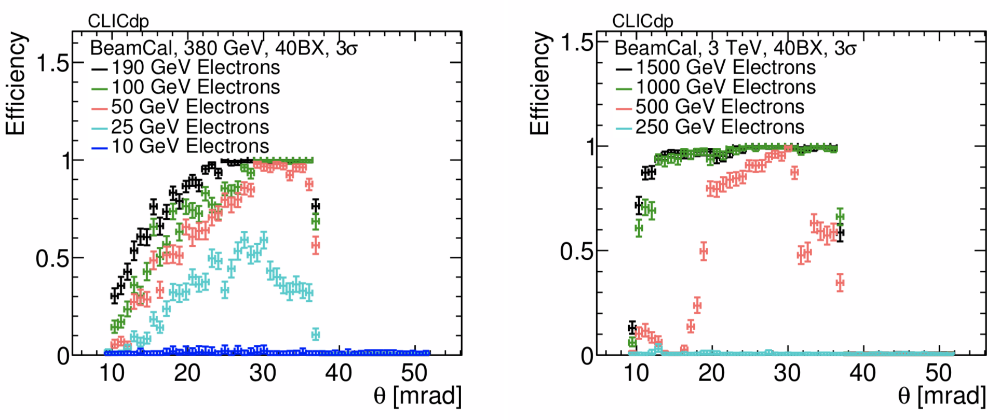 CLICdp
Efficiency
BeamCal, 380 GeV, 40BX, 3σ
190 GeV Electrons
100 GeV Electrons
50 GeV Electrons
25 GeV Electrons
10 GeV Electrons
1.5
1
0.5
0
10 20 30 40 50
θ [mrad]
CLICdp
Efficiency
BeamCal, 3 TeV, 40BX, 3σ
1500 GeV Electrons
1000 GeV Electrons
500 GeV Electrons
250 GeV Electrons
1.5
1
0.5
0
10 20 30 40 50
θ [mrad]